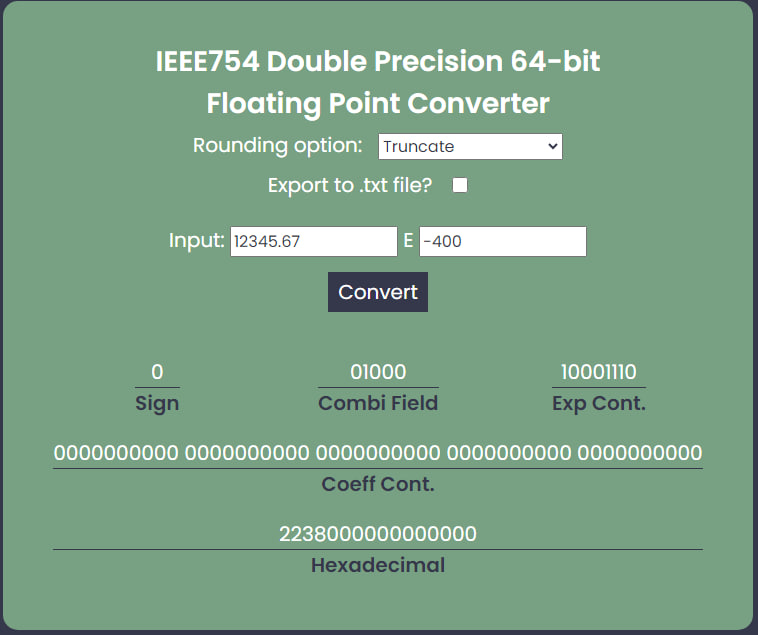 IEEE754 Double Precision 64-bit
Floating Point Converter
Rounding option: Truncate
Export to .txt file?
Input: 12345.67 E -400
Convert
0 01000 10001110
Sign Combi Field Exp Cont.
0000000000 0000000000 0000000000 0000000000 0000000000
Coeff Cont.
2238000000000000
Hexadecimal